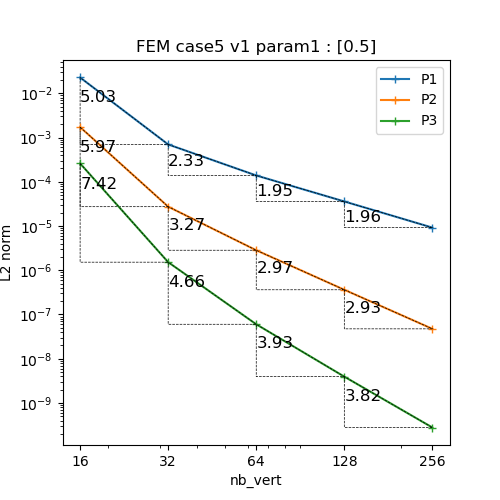 FEM case5 v1 param1 : [0.5]
P1
P2
P3
L2 norm
10⁻²
10⁻³
10⁻⁴
10⁻⁵
10⁻⁶
10⁻⁷
10⁻⁸
10⁻⁹
5.03
2.33
1.95
1.96
5.97
3.27
2.97
2.93
7.42
4.66
3.93
3.82
16 32 64 128 256
nb_vert